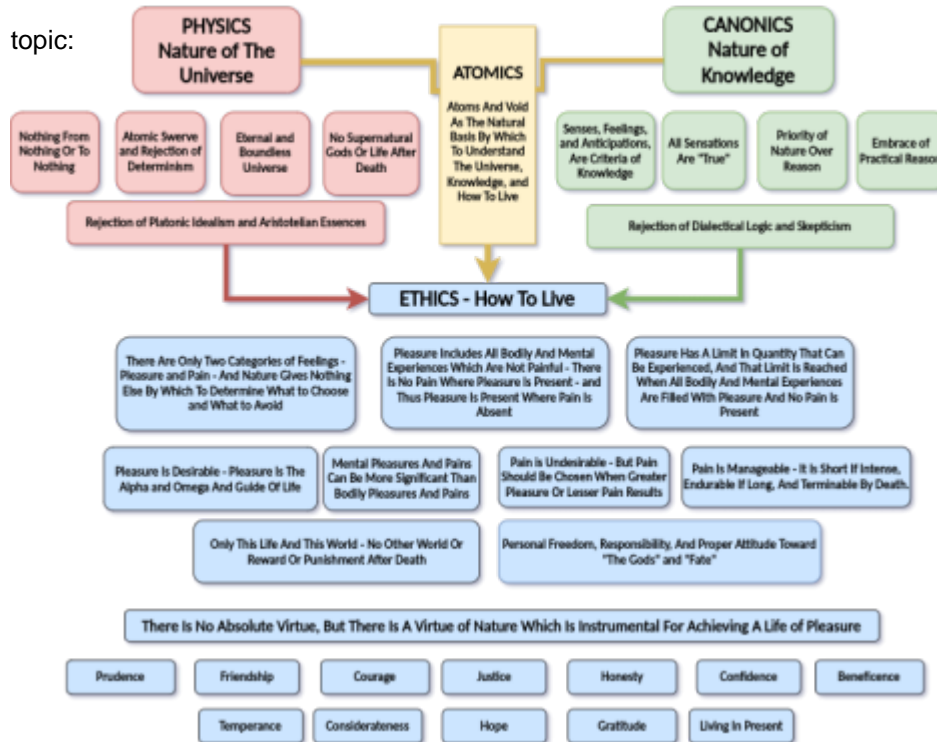 topic:
PHYSICS
Nature of The
Universe
ATOMICS
Atoms And Void
As The Natural
Basis By Which
To Understand
The Universe,
Knowledge, and
How To Live
CANONICS
Nature of
Knowledge
Nothing From
Nothing Or To
Nothing
Atomic Swerve
and Rejection of
Determinism
Eternal and
Boundless
Universe
No Supernatural
Gods Or Life After
Death
Senses, Feelings,
and Anticipations,
Are Criteria of
Knowledge
All Sensations
Are "True"
Priority of
Nature Over
Reason
Embrace of
Practical Reason
Rejection of Platonic Idealism and Aristotelian Essences
Rejection of Dialectical Logic and Skepticism
ETHICS - How To Live
There Are Only Two Categories of Feelings -
Pleasure and Pain - And Nature Gives Nothing
Else By Which To Determine What to Choose
and What to Avoid
Pleasure Includes All Bodily And Mental
Experiences Which Are Not Painful - There
Is No Pain Where Pleasure Is Present - and
Thus Pleasure Is Present Where Pain Is
Absent
Pleasure Has A Limit In Quantity That Can
Be Experienced, And That Limit Is Reached
When All Bodily And Mental Experiences
Are Filled With Pleasure And No Pain Is
Present
Pleasure Is Desirable - Pleasure Is The
Alpha and Omega And Guide Of Life
Mental Pleasures And Pains
Can Be More Significant Than
Bodily Pleasures And Pains
Pain is Undesirable - But Pain
Should Be Chosen When Greater
Pleasure Or Lesser Pain Results
Pain Is Manageable - It Is Short If Intense,
Endurable If Long, And Terminable By Death.
Only This Life And This World - No Other World Or
Reward Or Punishment After Death
Personal Freedom, Responsibility, And Proper Attitude Toward
"The Gods" and "Fate"
There Is No Absolute Virtue, But There Is A Virtue of Nature Which Is Instrumental For Achieving A Life of Pleasure
Prudence
Friendship
Courage
Justice
Honesty
Confidence
Beneficence
Temperance
Considerateness
Hope
Gratitude
Living In Present